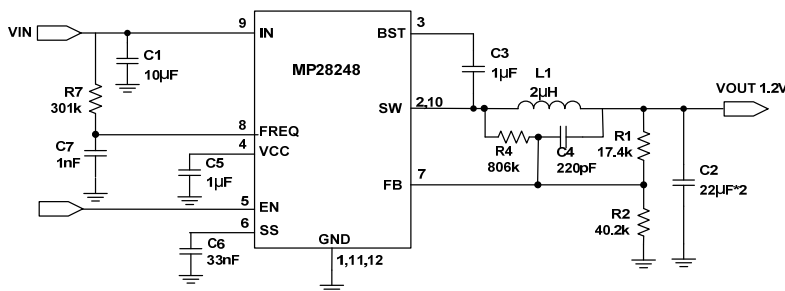 VIN
9
IN
BST
3
C1
10µF
MP28248
C3
1µF
L1
2µH
VOUT 1.2V
R7
301k
SW
2,10
8
FREQ
4
VCC
C7
1nF
C5
1µF
R4
806k
C4
220pF
R1
17.4k
C2
22µF*2
7
FB
5
EN
6
SS
R2
40.2k
C6
33nF
GND
1,11,12